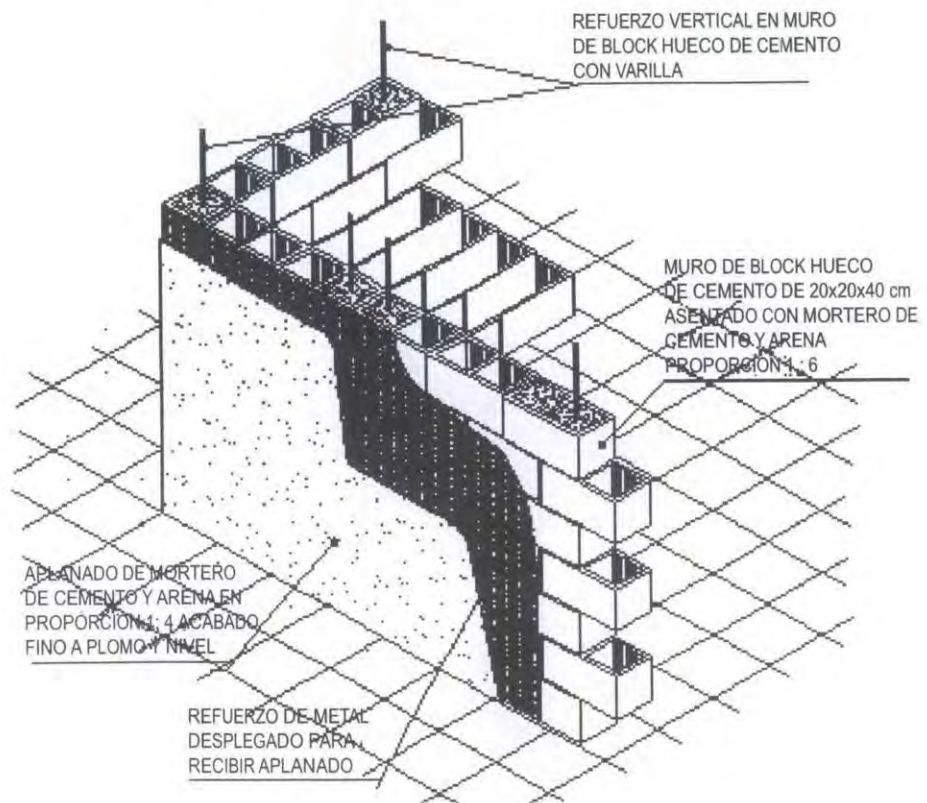 REFUERZO VERTICAL EN MURO
DE BLOCK HUECO DE CEMENTO
CON VARILLA
MURO DE BLOCK HUECO
DE CEMENTO DE 20x20x40 cm
ASENTADO CON MORTERO DE
CEMENTO Y ARENA
PROPORCIÓN 1 : 6
APLANADO DE MORTERO
DE CEMENTO Y ARENA EN
PROPORCIÓN 1: 4 ACABADO
FINO A PLOMO Y NIVEL
REFUERZO DE METAL
DESPLEGADO PARA
RECIBIR APLANADO